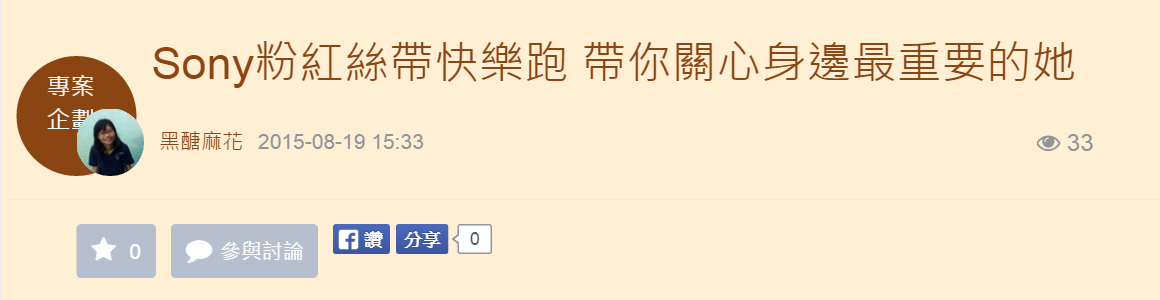 Sony粉紅絲帶快樂跑 帶你關心身邊最重要的她
專案
企劃
黑醣麻花 2015-08-19 15:33 33
0 參與討論 讚 分享 0